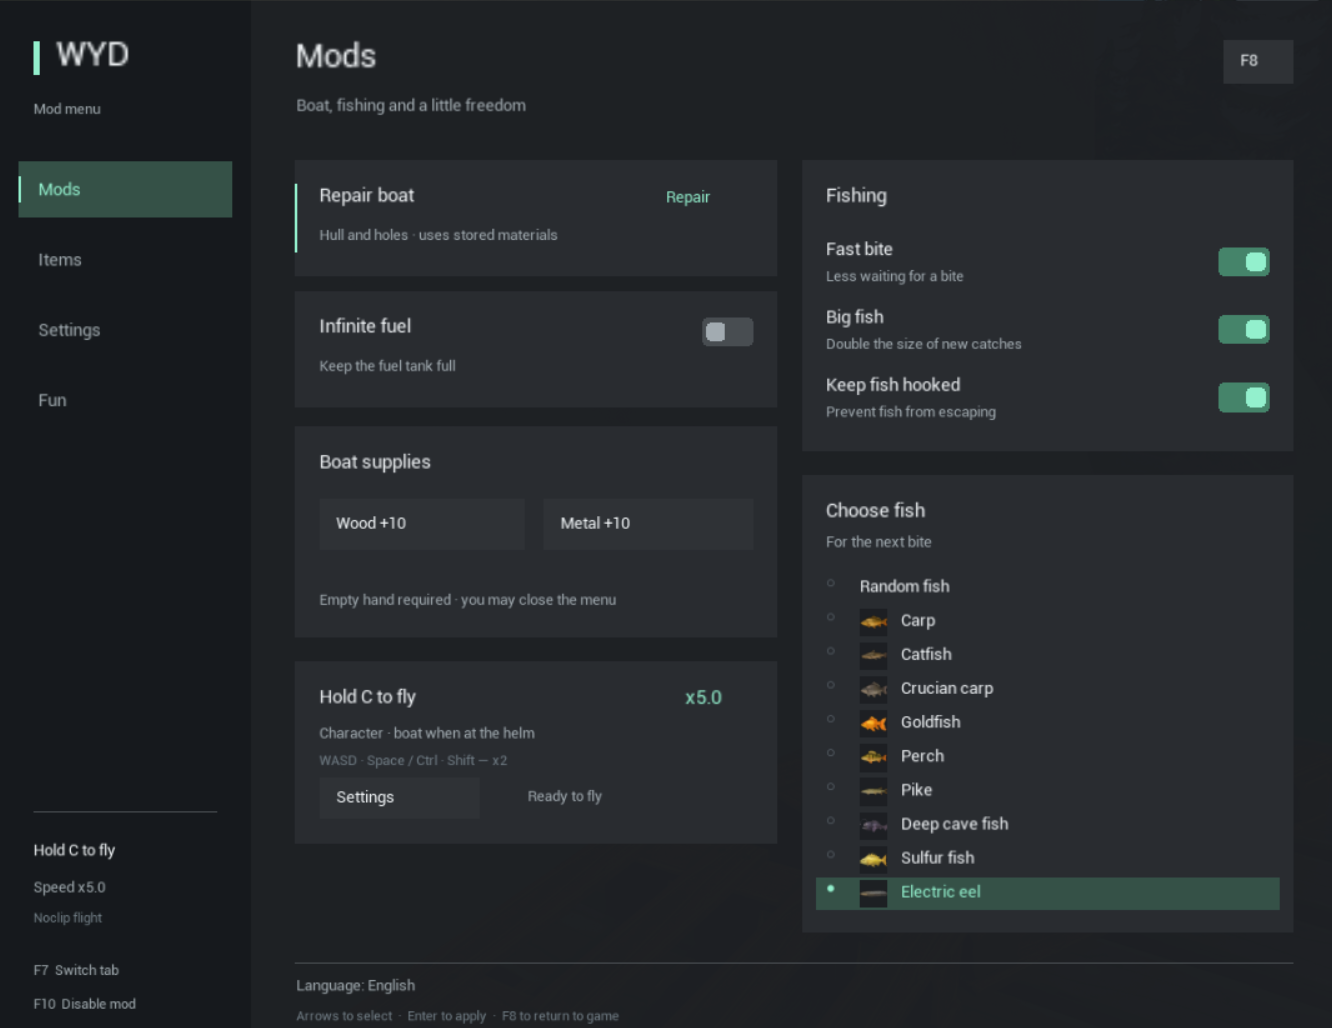 WYD
Mod menu
Mods
Items
Settings
Fun
Hold C to fly
Speed x5.0
Noclip flight
F7 Switch tab
F10 Disable mod
Mods
F8
Boat, fishing and a little freedom
Repair boat
Repair
Hull and holes · uses stored materials
Infinite fuel
Keep the fuel tank full
Boat supplies
Wood +10
Metal +10
Empty hand required · you may close the menu
Hold C to fly
x5.0
Character · boat when at the helm
WASD · Space / Ctrl · Shift — x2
Settings
Ready to fly
Fishing
Fast bite
Less waiting for a bite
Big fish
Double the size of new catches
Keep fish hooked
Prevent fish from escaping
Choose fish
For the next bite
Random fish
Carp
Catfish
Crucian carp
Goldfish
Perch
Pike
Deep cave fish
Sulfur fish
Electric eel
Language: English
Arrows to select · Enter to apply · F8 to return to game